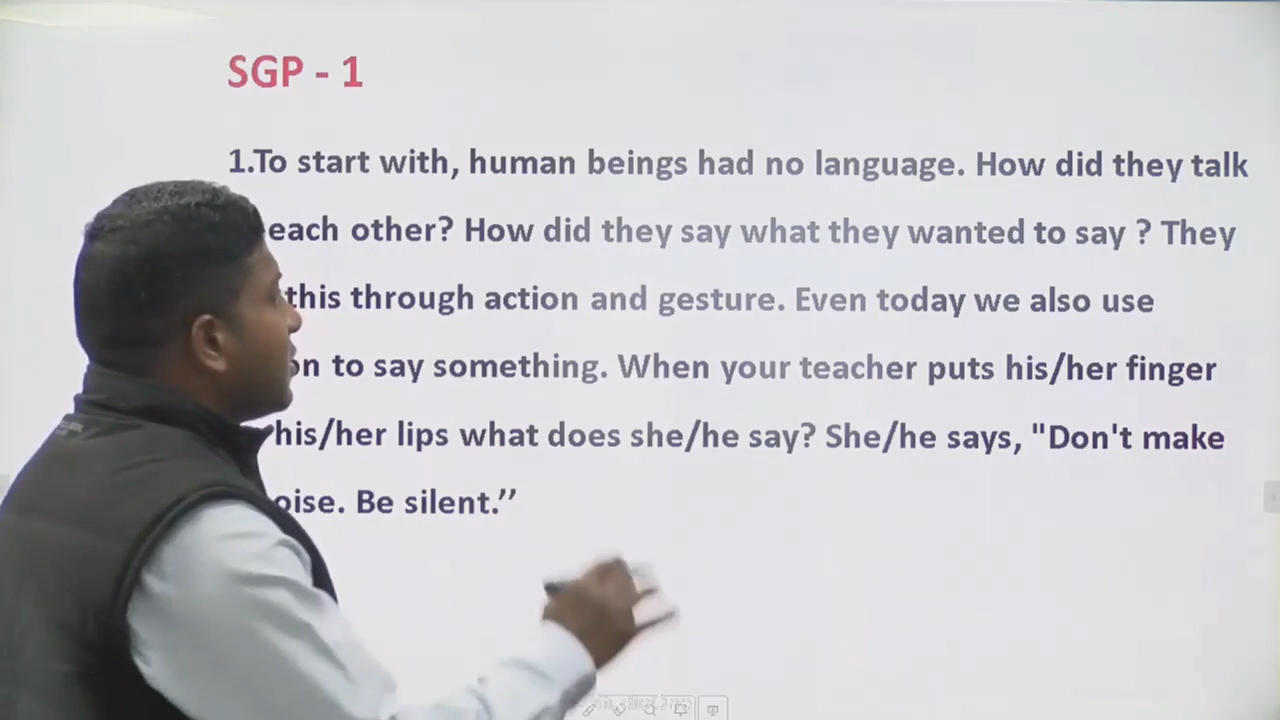 SGP - 1
1.To start with, human beings had no language. How did they talk
each other? How did they say what they wanted to say ? They
this through action and gesture. Even today we also use
on to say something. When your teacher puts his/her finger
his/her lips what does she/he say? She/he says, "Don't make
oise. Be silent.”